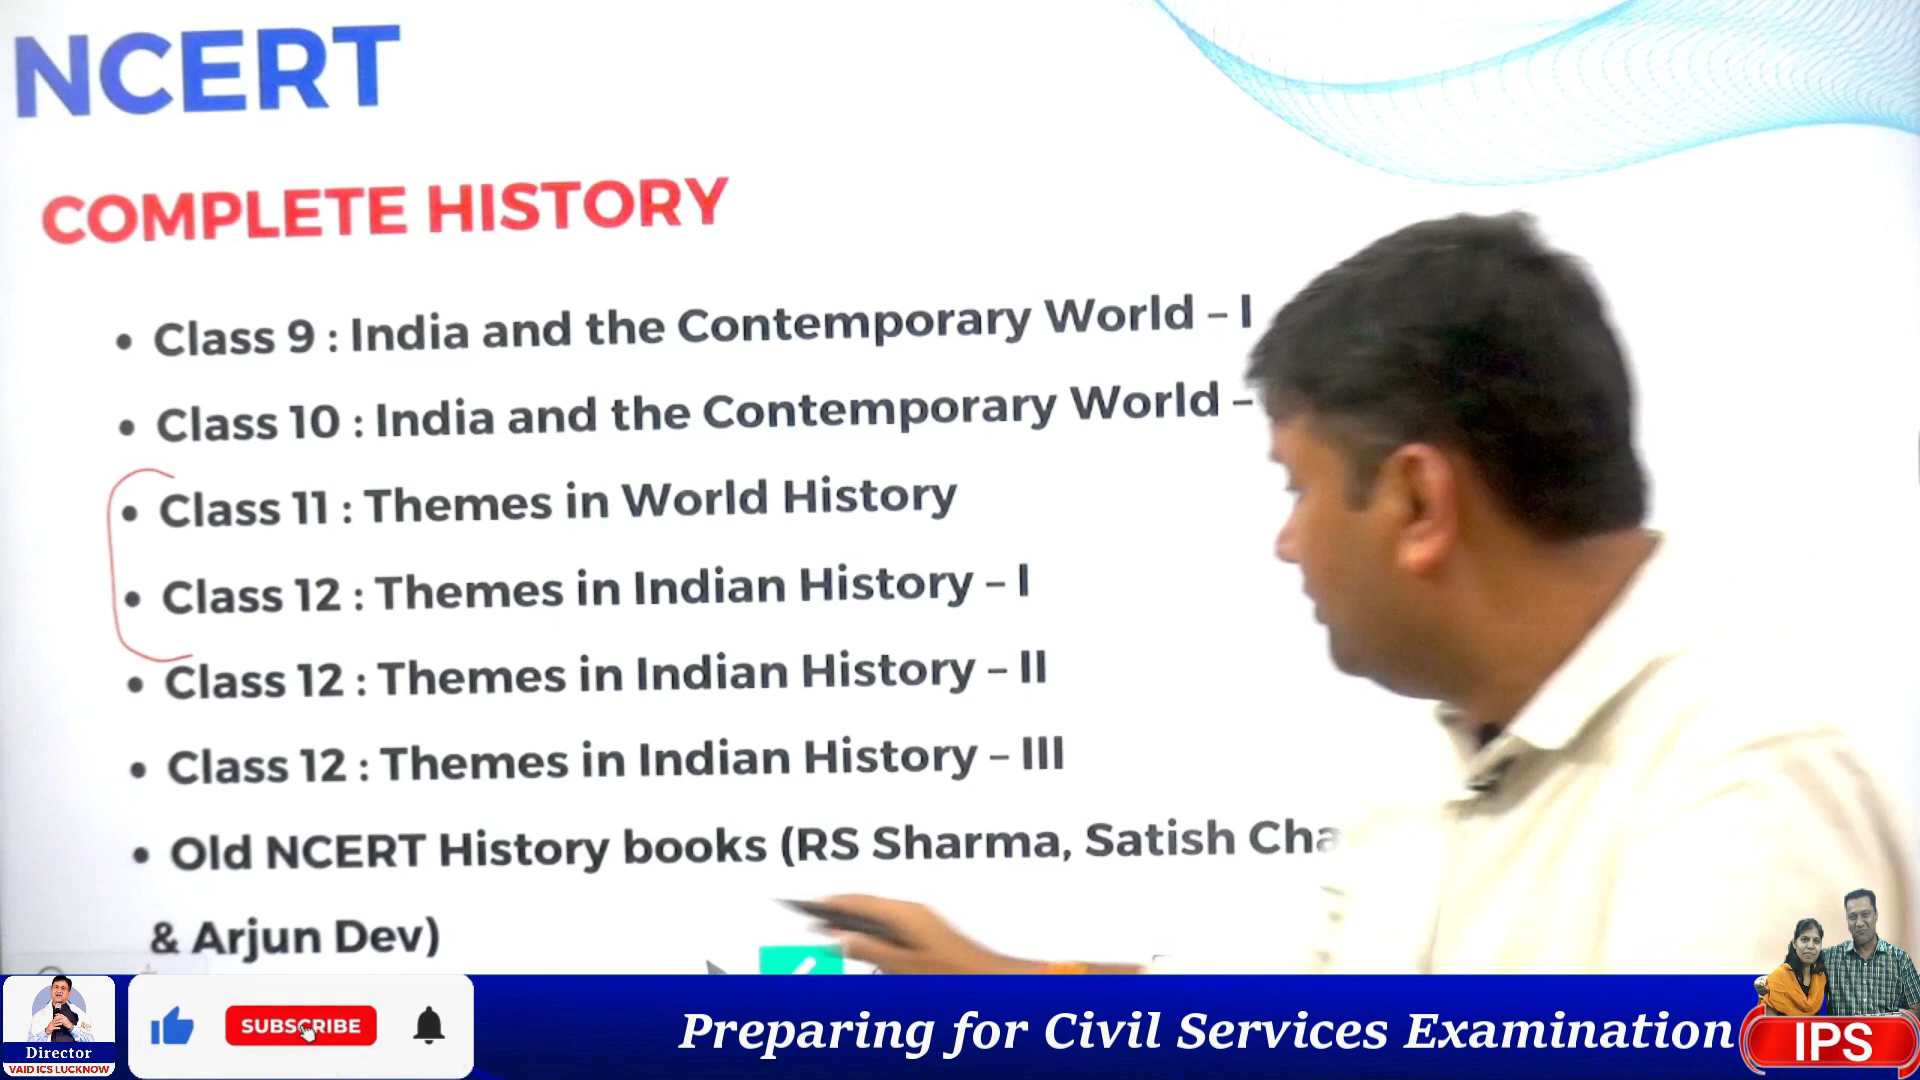 NCERT
COMPLETE HISTORY
• Class 9 : India and the Contemporary World – I
• Class 10 : India and the Contemporary World –
• Class 11 : Themes in World History
• Class 12 : Themes in Indian History – I
• Class 12 : Themes in Indian History – II
• Class 12 : Themes in Indian History – III
• Old NCERT History books (RS Sharma, Satish
& Arjun Dev)
Director
VAID ICS LUCKNOW
SUBSCRIBE
Preparing for Civil Services Examination
IPS